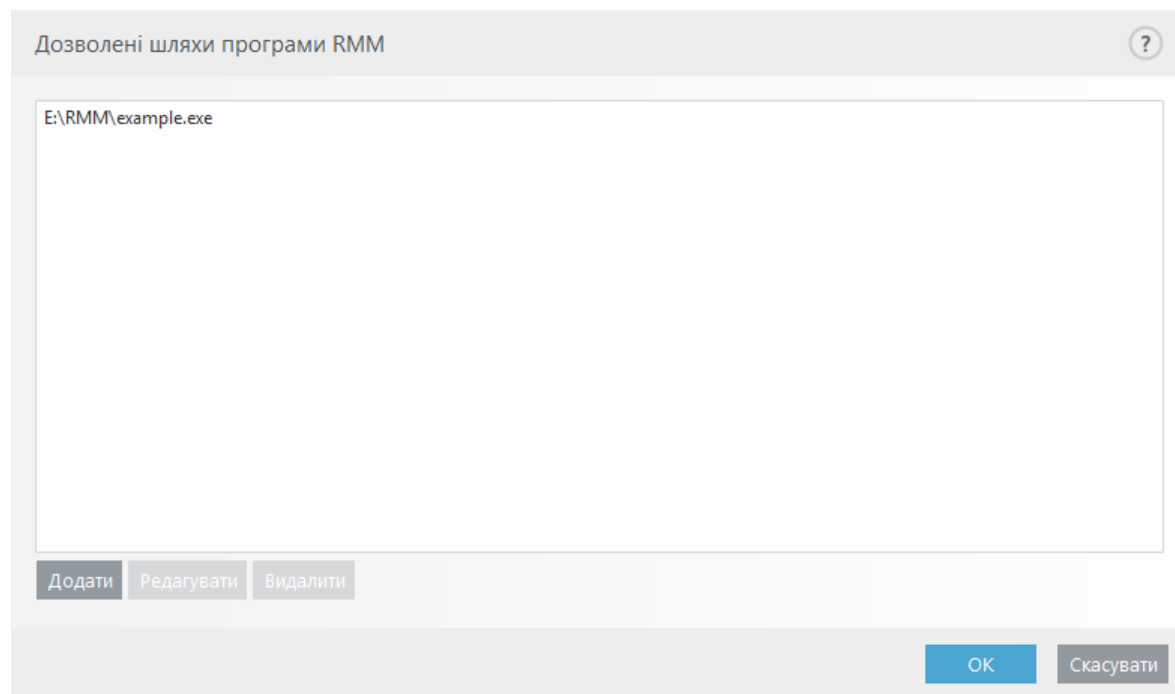 Дозволені шляхи програми RMM
?
E:\RMM\example.exe
Додати Редагувати Видалити
OK Скасувати